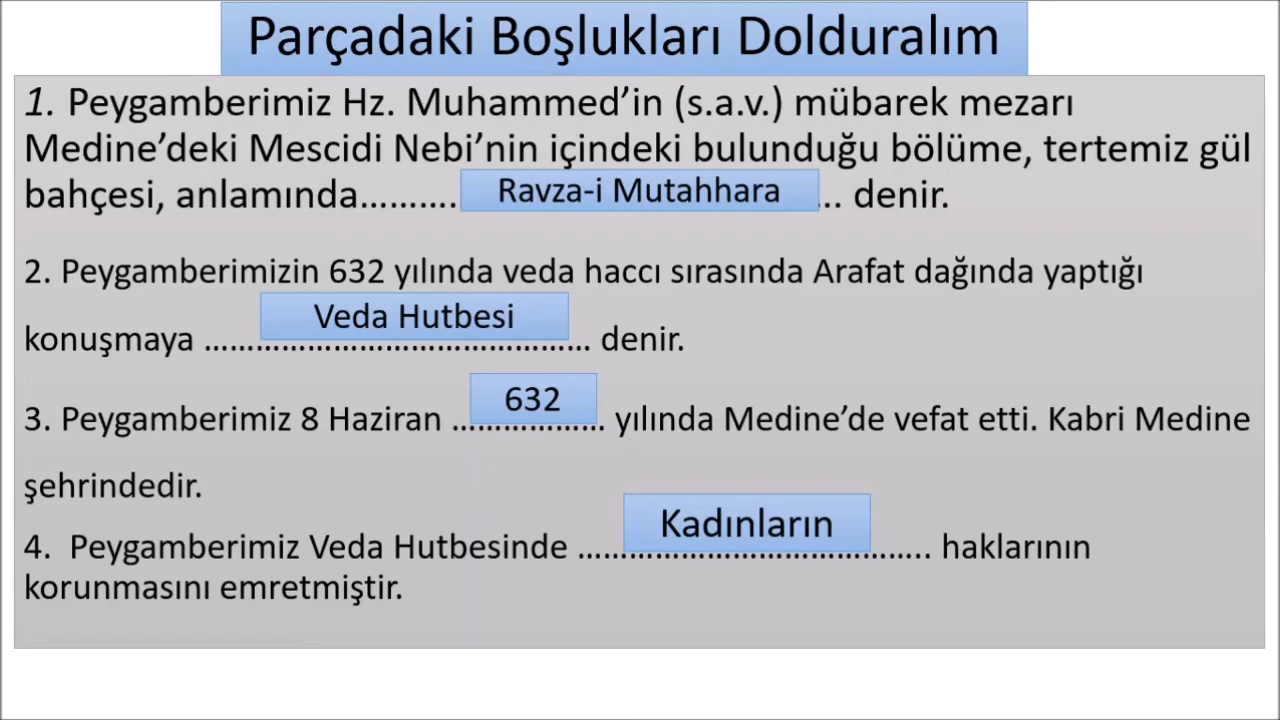 Parçadaki Boşlukları Dolduralım
1. Peygamberimiz Hz. Muhammed’in (s.a.v.) mübarek mezarı
Medine’deki Mescidi Nebi’nin içindeki bulunduğu bölüme, tertemiz gül
bahçesi, anlamında………. Ravza-i Mutahhara ... denir.
2. Peygamberimizin 632 yılında veda haccı sırasında Arafat dağında yaptığı
Veda Hutbesi
konuşmaya ……………………………………… denir.
632
3. Peygamberimiz 8 Haziran ……………… yılında Medine’de vefat etti. Kabri Medine
şehrindedir.
Kadınların
4. Peygamberimiz Veda Hutbesinde ………………………………….. haklarının
korunmasını emretmiştir.